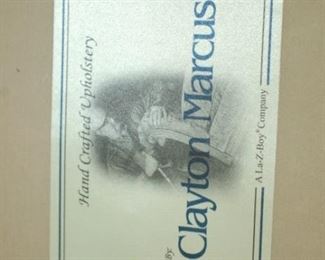 Hand Crafted Upholstery
By:
Clayton Marcus
A La-Z-Boy® Company